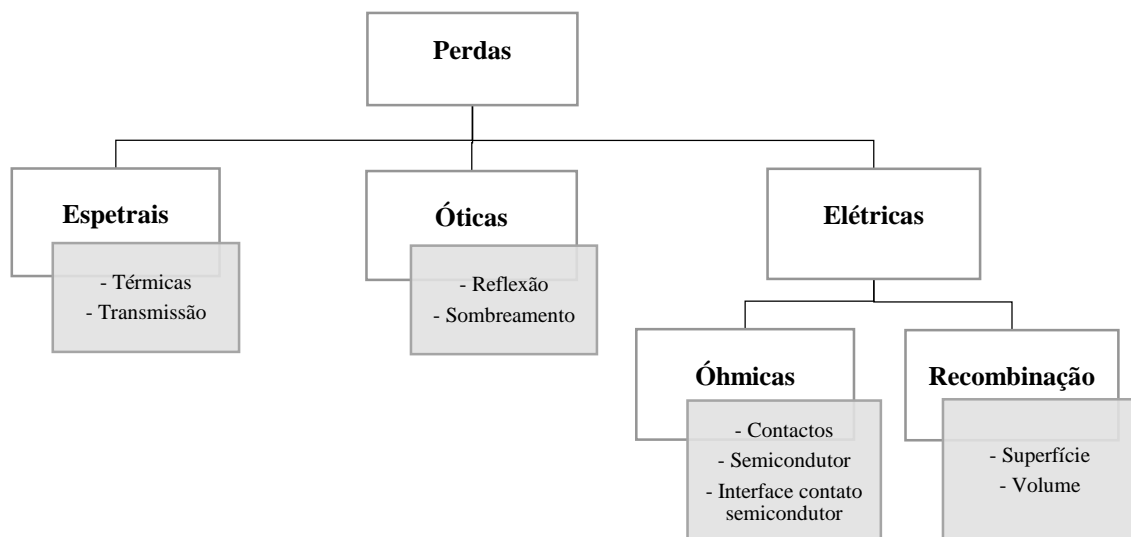 Perdas
Espetrais
- Térmicas
- Transmissão
Óticas
- Reflexão
- Sombreamento
Elétricas
Óhmicas
- Contactos
- Semicondutor
- Interface contato
semicondutor
Recombinação
- Superfície
- Volume